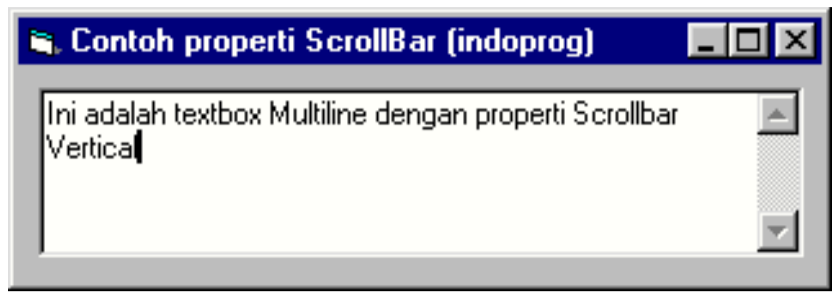 Contoh properti ScrollBar (indoprog)
Ini adalah textbox Multiline dengan properti Scrollbar
Vertical